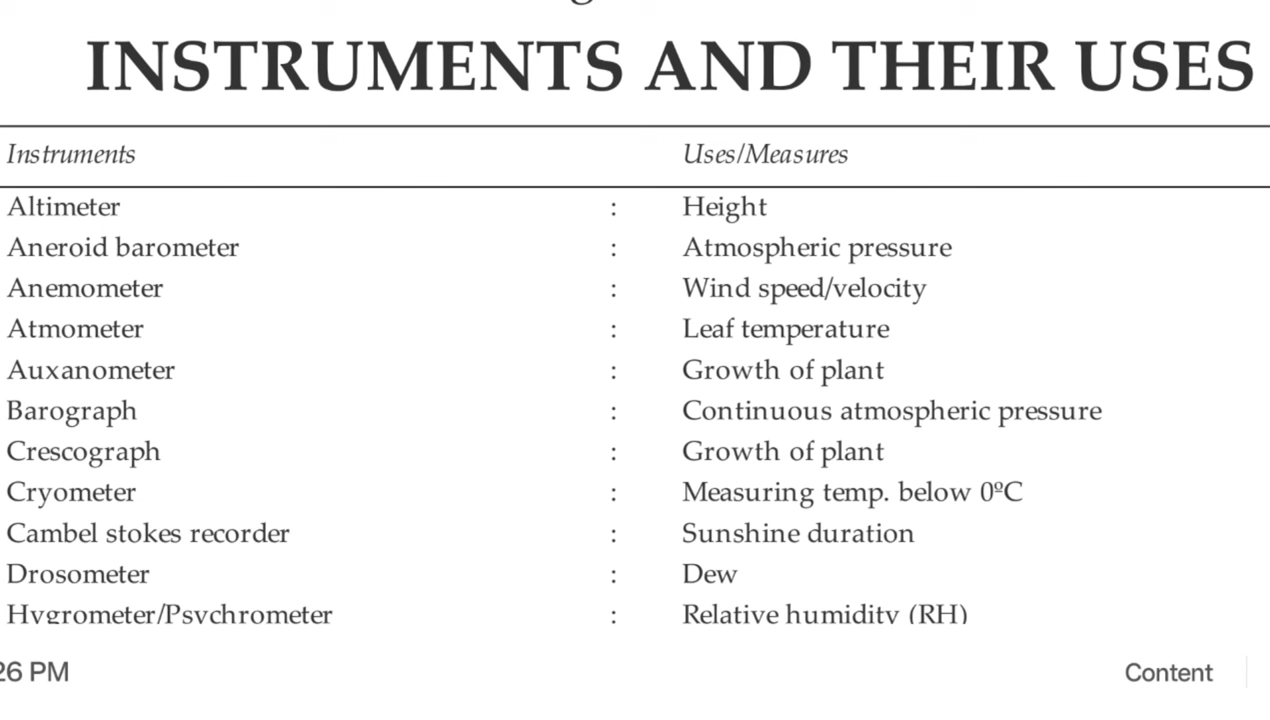 INSTRUMENTS AND THEIR USES
Instruments Uses/Measures
Altimeter : Height
Aneroid barometer : Atmospheric pressure
Anemometer : Wind speed/velocity
Atmometer : Leaf temperature
Auxanometer : Growth of plant
Barograph : Continuous atmospheric pressure
Crescograph : Growth of plant
Cryometer : Measuring temp. below 0ºC
Cambel stokes recorder : Sunshine duration
Drosometer : Dew
Hygrometer/Psychrometer : Relative humidity (RH)
26 PM Content